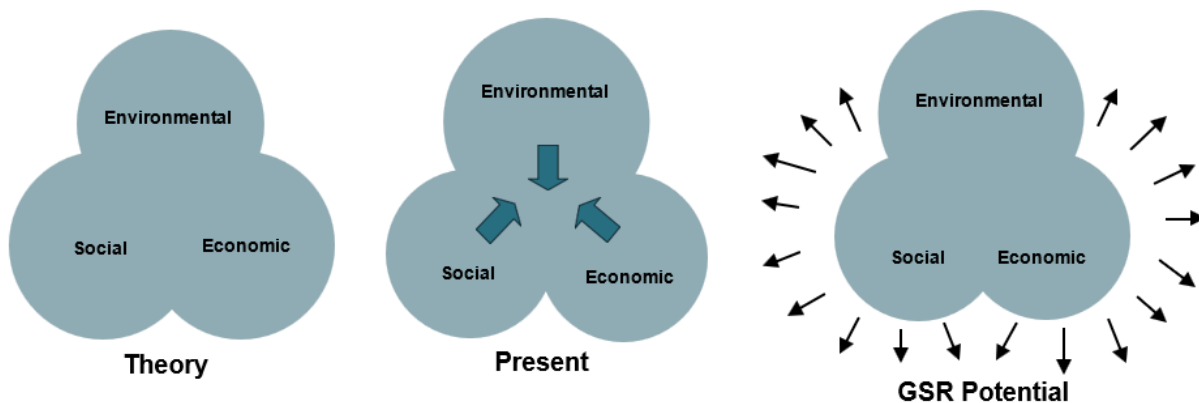 Environmental
Social
Economic
Theory
Environmental
Social
Economic
Present
Environmental
Social
Economic
GSR Potential